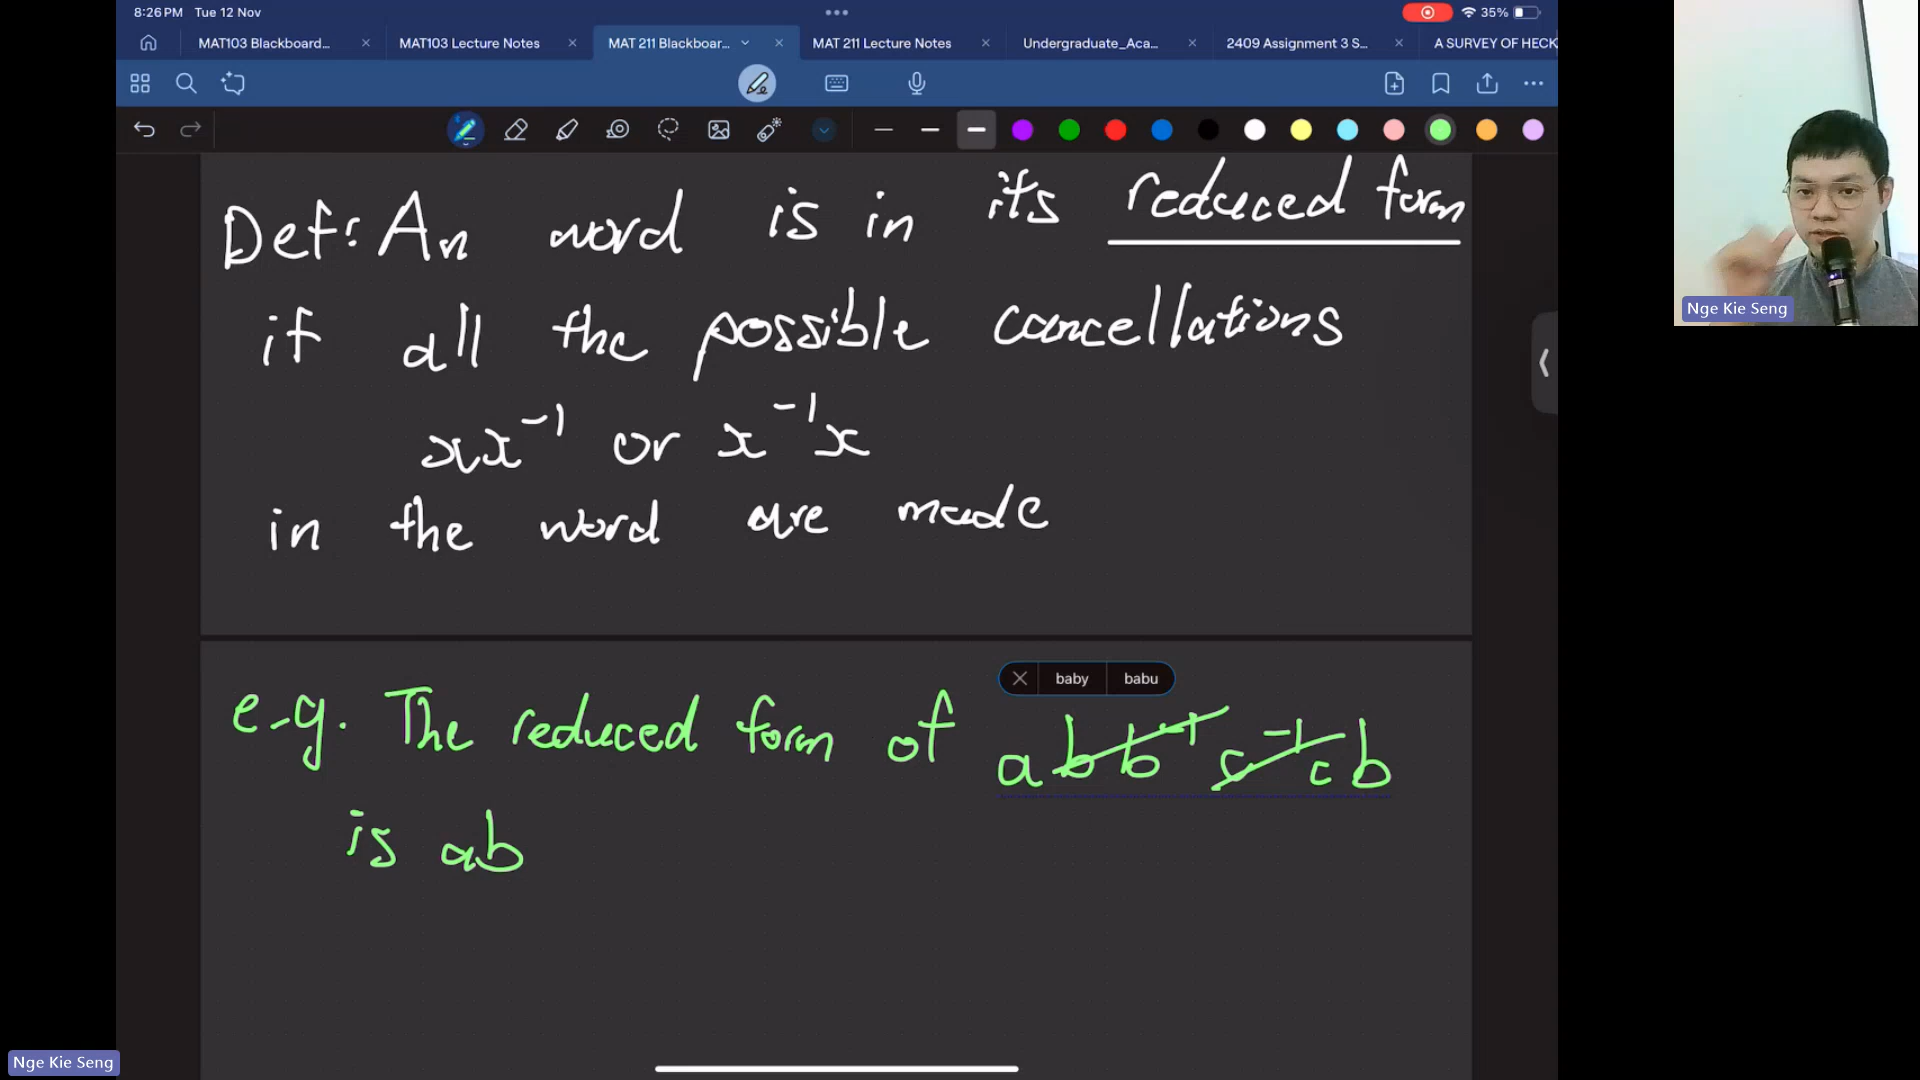 8:26 PM Tue 12 Nov
35%
MAT103 Blackboard...
MAT103 Lecture Notes
MAT 211 Blackboar...
MAT 211 Lecture Notes
Undergraduate_Aca...
2409 Assignment 3 S...
A SURVEY OF HECK
Def: An word is in its reduced form
if all the possible cancellations
xx⁻¹ or x⁻¹x
in the word are made
baby babu
e.g. The reduced form of abb⁻¹c⁻¹cb
is ab
Nge Kie Seng
Nge Kie Seng